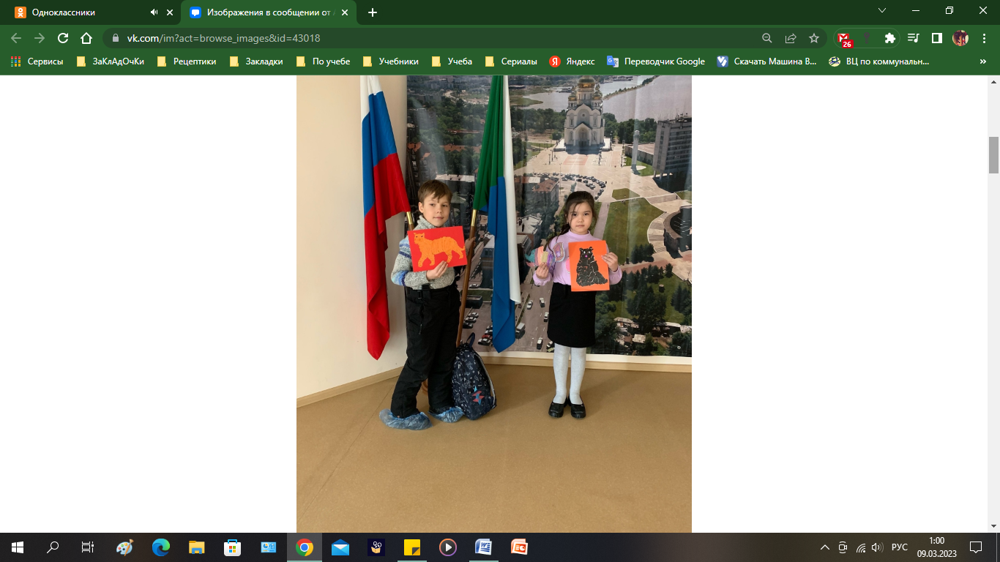 Одноклассники
Изображения в сообщении от
vk.com/im?act=browse_images&id=43018
26
Сервисы
ЗаКлАдОчКи
Рецептики
Закладки
По учебе
Учебники
Учеба
Сериалы
Яндекс
Переводчик Google
Скачать Машина В...
ВЦ по коммунальн...
»
РУС
1:00
09.03.2023